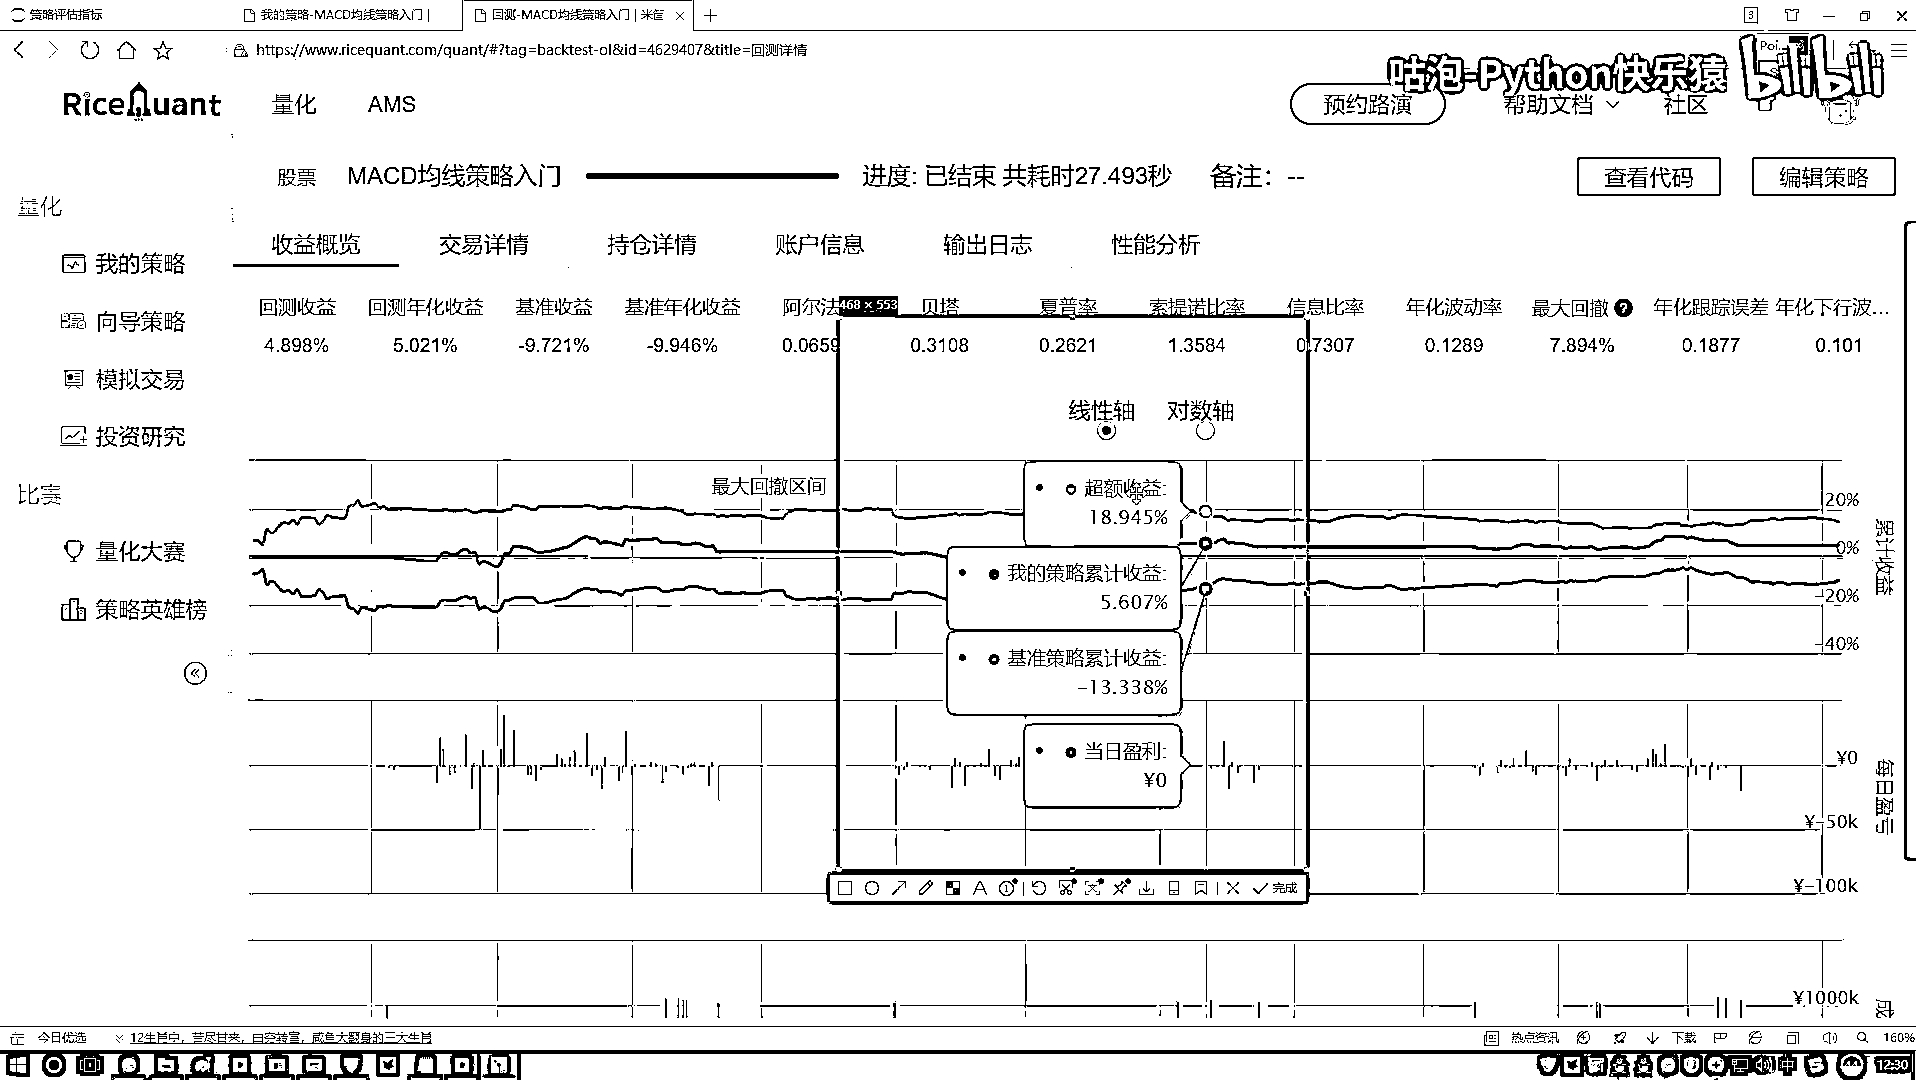 策略评估指标
我的策略-MACD均线策略入门 |
回测-MACD均线策略入门 | 米筐
https://www.ricequant.com/quant/#?tag=backtest-ol&id=4629407&title=回测详情
咕泡-Python快乐猿
bilibili
RiceQuant
量化
AMS
预约路演
帮助文档
社区
股票
MACD均线策略入门
进度: 已结束 共耗时27.493秒
备注: --
查看代码
编辑策略
量化
我的策略
向导策略
模拟交易
投资研究
比赛
量化大赛
策略英雄榜
收益概览 交易详情 持仓详情 账户信息 输出日志 性能分析
回测收益 回测年化收益 基准收益 基准年化收益 阿尔法 贝塔 夏普率 索提诺比率 信息比率 年化波动率 最大回撤 年化跟踪误差 年化下行波...
4.898% 5.021% -9.721% -9.946% 0.0659 0.3108 0.2621 1.3584 0.7307 0.1289 7.894% 0.1877 0.101
468 × 553
线性轴 对数轴
最大回撤区间
超额收益:
18.945%
我的策略累计收益:
5.607%
基准策略累计收益:
-13.338%
当日盈利:
¥0
20%
0%
-20%
-40%
累计收益
¥0
¥-50k
¥-100k
每日盈亏
¥1000k
成
完成
今日优选
12生肖中，苦尽甘来，由穷转富，咸鱼大翻身的三大生肖
热点资讯
下载
160%
中
12:30